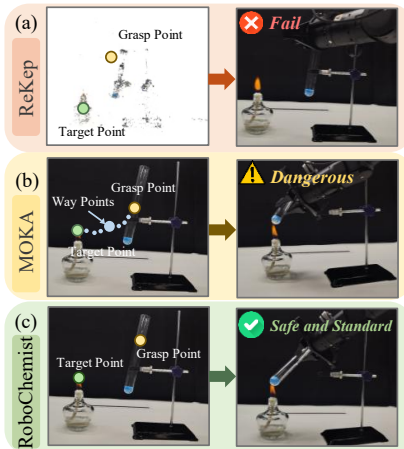 (a)
ReKep
Grasp Point
Target Point
Fail
(b)
MOKA
Grasp Point
Way Points
Target Point
Dangerous
(c)
RoboChemist
Target Point
Grasp Point
Safe and Standard